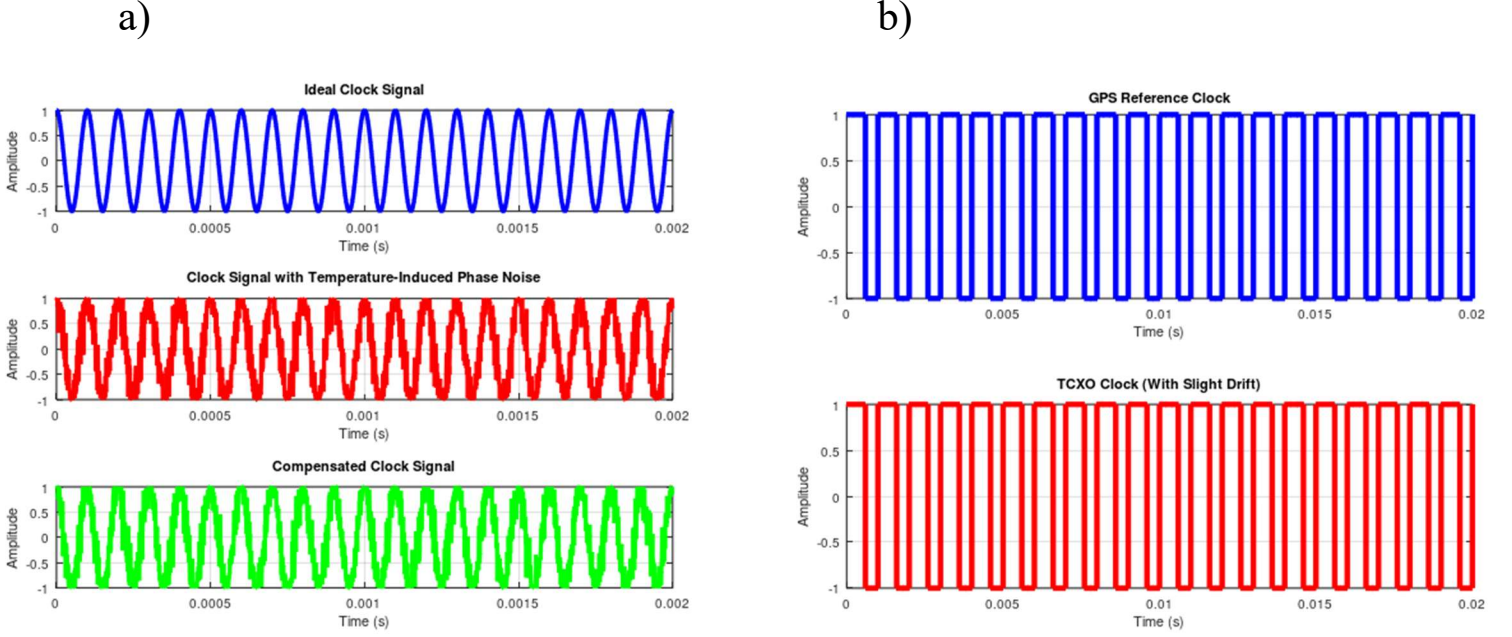 a)
b)
Ideal Clock Signal
Amplitude
1
0.5
0
-0.5
-1
0 0.0005 0.001 0.0015 0.002
Time (s)
Clock Signal with Temperature-Induced Phase Noise
Amplitude
1
0.5
0
-0.5
-1
0 0.0005 0.001 0.0015 0.002
Time (s)
Compensated Clock Signal
Amplitude
1
0.5
0
-0.5
-1
0 0.0005 0.001 0.0015 0.002
Time (s)
GPS Reference Clock
Amplitude
1
0.5
0
-0.5
-1
0 0.005 0.01 0.015 0.02
Time (s)
TCXO Clock (With Slight Drift)
Amplitude
1
0.5
0
-0.5
-1
0 0.005 0.01 0.015 0.02
Time (s)